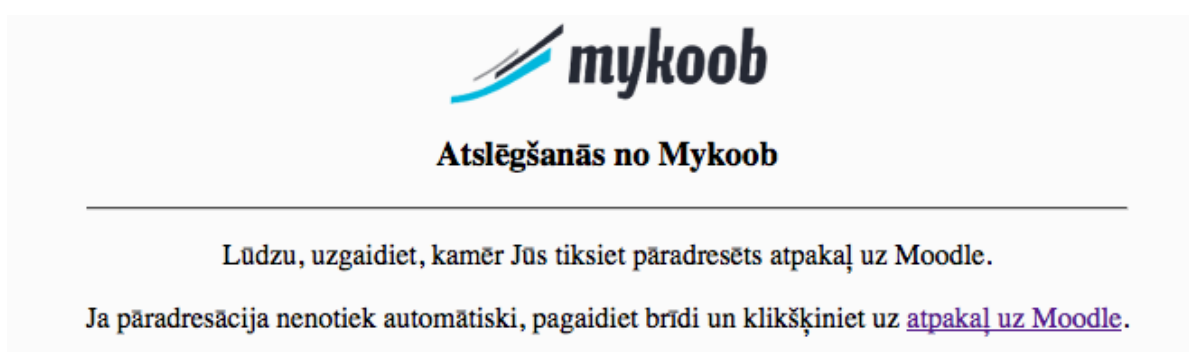 mykoob
Atslēgšanās no Mykoob
Lūdzu, uzgaidiet, kamēr Jūs tiksiet pāradresēts atpakaļ uz Moodle.
Ja pāradresācija nenotiek automātiski, pagaidiet brīdi un klikšķiniet uz atpakaļ uz Moodle.